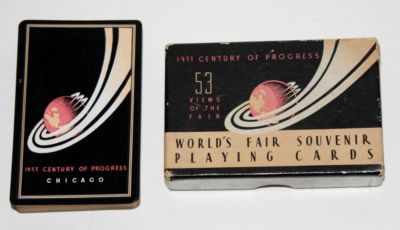 1933 CENTURY OF PROGRESS
CHICAGO
1933 CENTURY OF PROGRESS
53
VIEWS
OF THE
FAIR
WORLD'S FAIR SOUVENIR
PLAYING CARDS